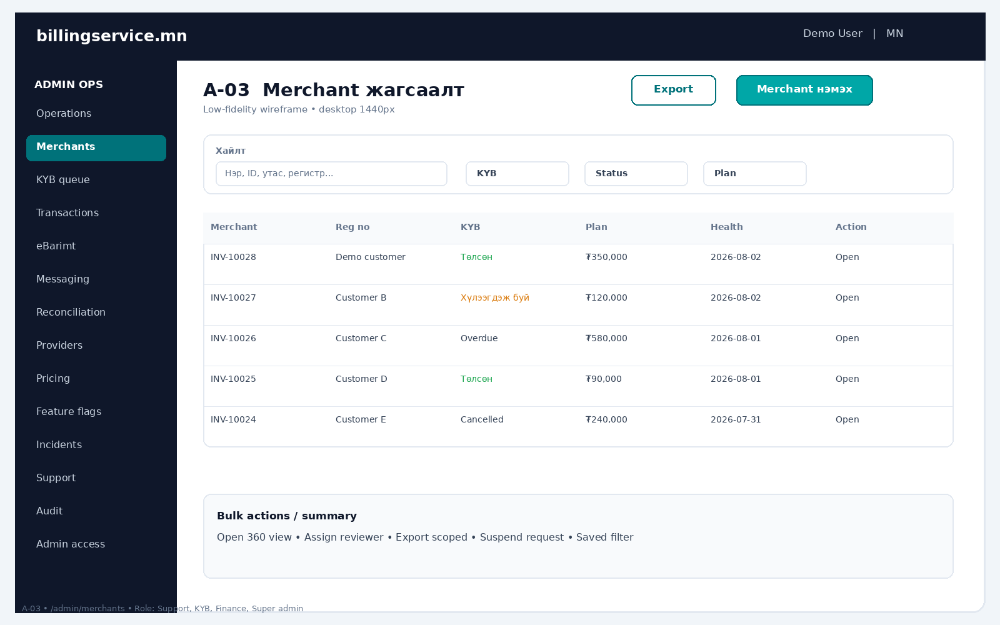 billingservice.mn
Demo User | MN
ADMIN OPS
Operations
Merchants
KYB queue
Transactions
eBarimt
Messaging
Reconciliation
Providers
Pricing
Feature flags
Incidents
Support
Audit
Admin access
A-03 Merchant жагсаалт
Low-fidelity wireframe • desktop 1440px
Export
Merchant нэмэх
Хайлт
Нэр, ID, утас, регистр...
KYB
Status
Plan
Merchant Reg no KYB Plan Health Action
INV-10028 Demo customer Төлсөн ₮350,000 2026-08-02 Open
INV-10027 Customer B Хүлээгдэж буй ₮120,000 2026-08-02 Open
INV-10026 Customer C Overdue ₮580,000 2026-08-01 Open
INV-10025 Customer D Төлсөн ₮90,000 2026-08-01 Open
INV-10024 Customer E Cancelled ₮240,000 2026-07-31 Open
Bulk actions / summary
Open 360 view • Assign reviewer • Export scoped • Suspend request • Saved filter
A-03 • /admin/merchants • Role: Support, KYB, Finance, Super admin